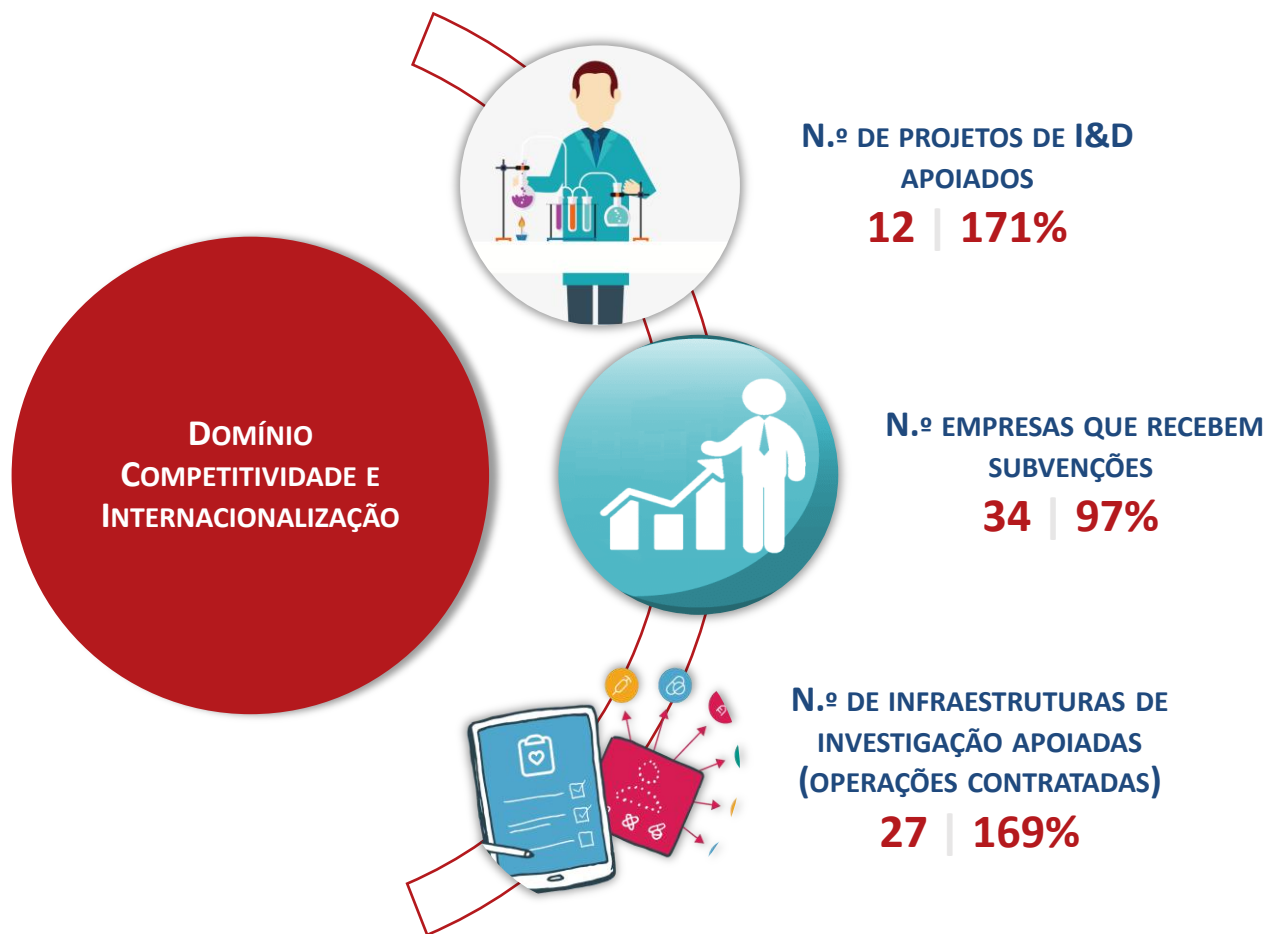 Domínio
Competitividade e
Internacionalização
N.º de projetos de I&D
apoiados
12 | 171%
N.º empresas que recebem
subvenções
34 | 97%
N.º de infraestruturas de
investigação apoiadas
(operações contratadas)
27 | 169%